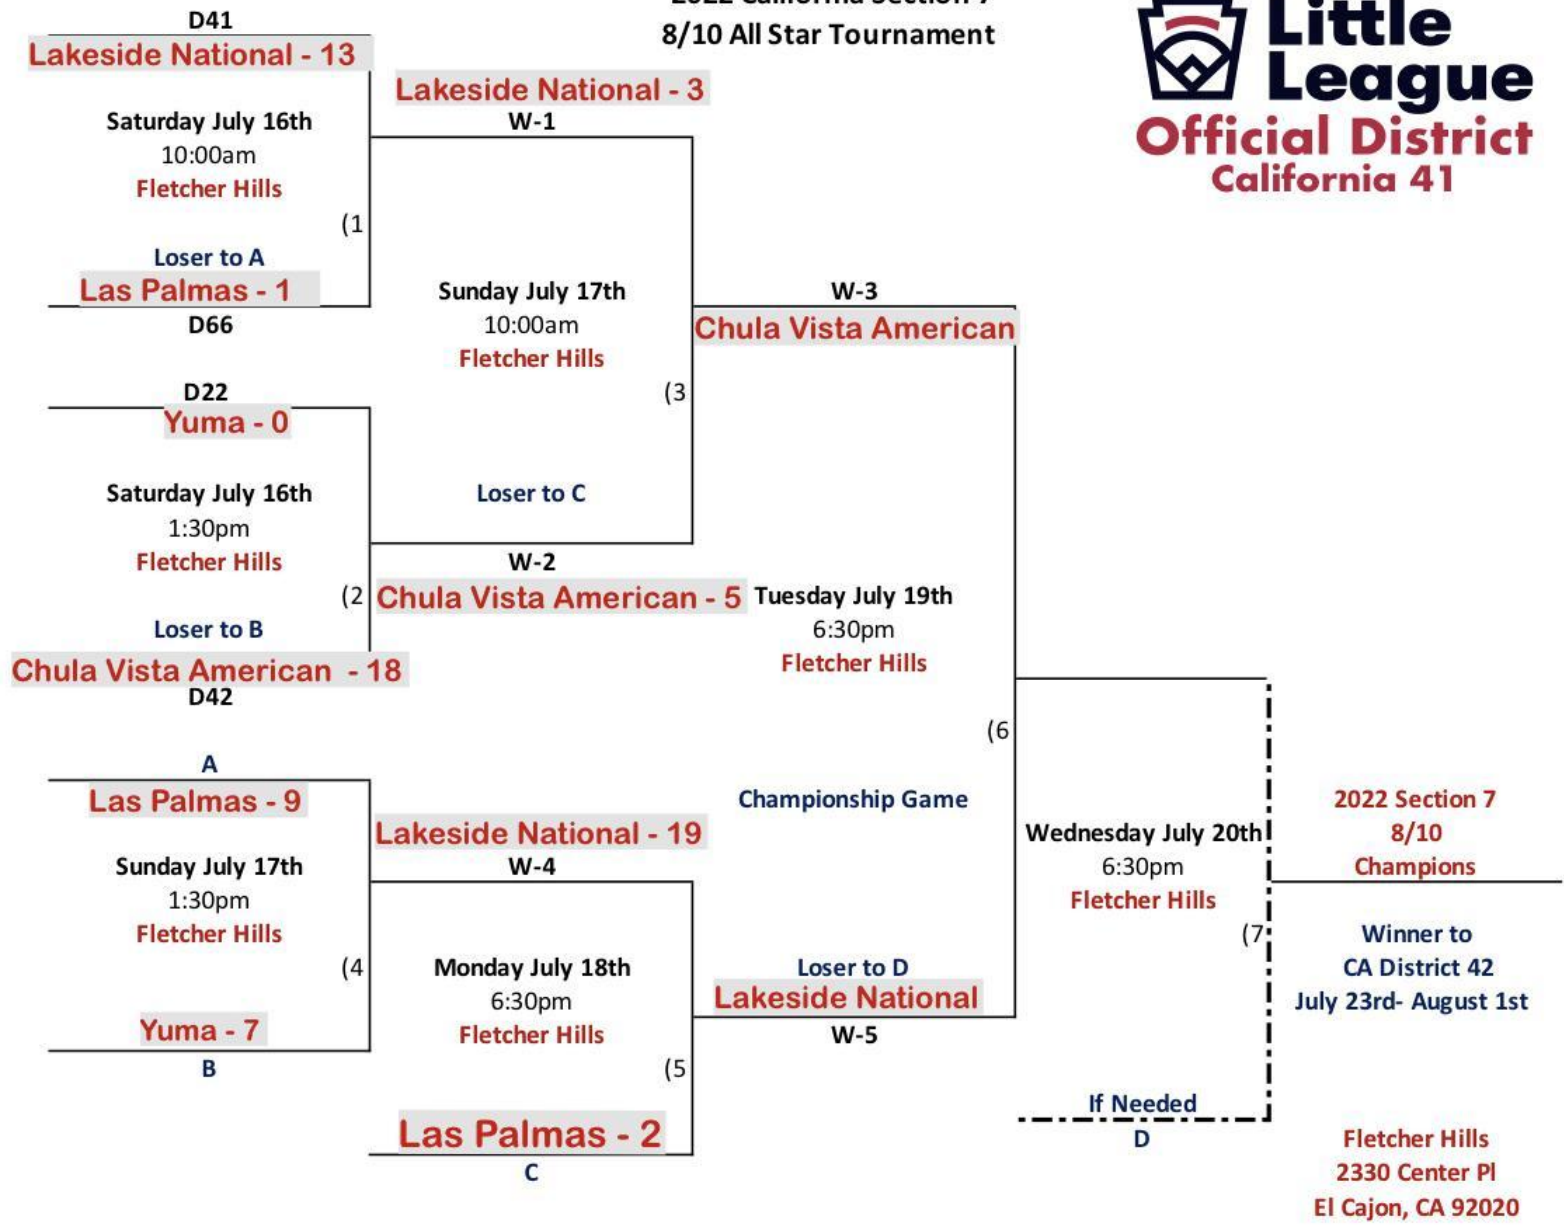 D41
Lakeside National - 13
2022 California Section 7
8/10 All Star Tournament
Little
League
Official District
California 41
Lakeside National - 3
W-1
Saturday July 16th
10:00am
Fletcher Hills
(1
Loser to A
Las Palmas - 1
D66
Sunday July 17th
10:00am
Fletcher Hills
(3
W-3
Chula Vista American
D22
Yuma - 0
Saturday July 16th
1:30pm
Fletcher Hills
(2
Loser to B
Chula Vista American - 18
D42
Loser to C
W-2
Chula Vista American - 5
Tuesday July 19th
6:30pm
Fletcher Hills
(6
Championship Game
A
Las Palmas - 9
Sunday July 17th
1:30pm
Fletcher Hills
(4
Yuma - 7
B
Lakeside National - 19
W-4
Monday July 18th
6:30pm
Fletcher Hills
(5
Las Palmas - 2
C
Loser to D
Lakeside National
W-5
Wednesday July 20th
6:30pm
Fletcher Hills
(7
If Needed
D
2022 Section 7
8/10
Champions
Winner to
CA District 42
July 23rd- August 1st
Fletcher Hills
2330 Center Pl
El Cajon, CA 92020